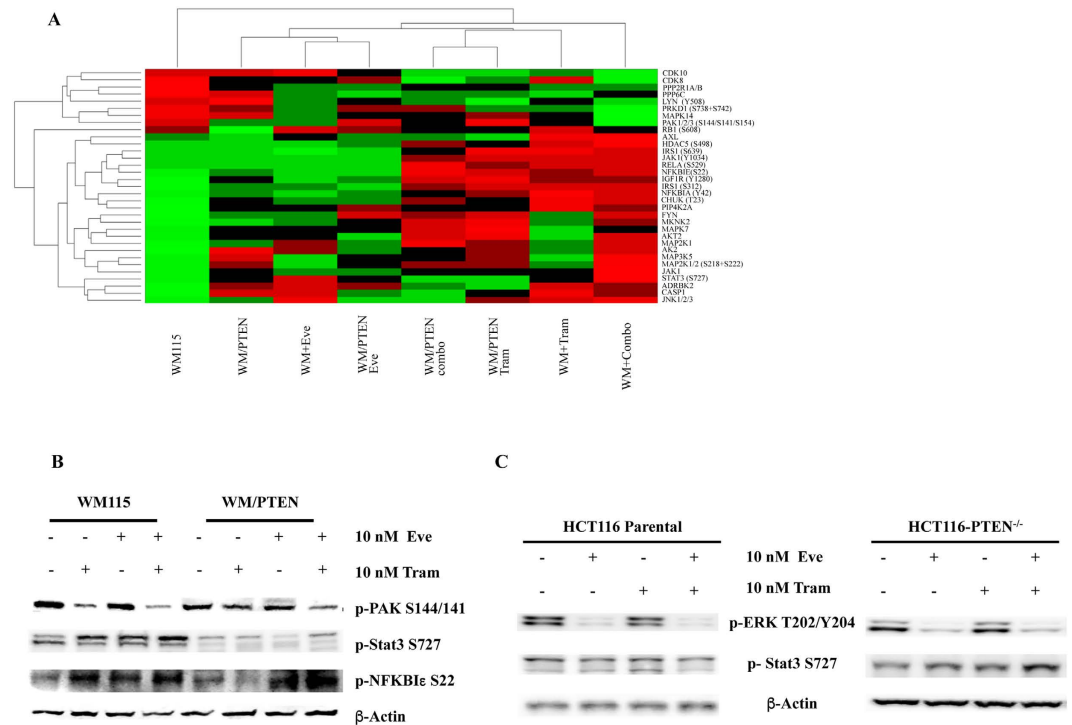 A
CDK10
CDK8
PPP2R1A/B
PPP6C
LYN (Y508)
PRKD1 (S738+S742)
MAPK14
PAK1/2/3 (S144/S141/S154)
RB1 (S608)
AXL
HDAC5 (S498)
IRS1 (S639)
JAK1(Y1034)
RELA (S529)
NFKBIE(S22)
IGF1R (Y1280)
IRS1 (S312)
NFKBIA (Y42)
CHUK (T23)
PIP4K2A
FYN
MKNK2
MAPK7
AKT2
MAP2K1
AK2
MAP3K5
MAP2K1/2 (S218+S222)
JAK1
STAT3 (S727)
ADRBK2
CASP1
JNK1/2/3
WM115
WM/PTEN
WM+Eve
WM/PTEN
Eve
WM/PTEN
combo
WM/PTEN
Tram
WM+Tram
WM+Combo
B
WM115 WM/PTEN
- - + + - - + + 10 nM Eve
- + - + - + - + 10 nM Tram
p-PAK S144/141
p-Stat3 S727
p-NFKBIε S22
β-Actin
C
HCT116 Parental HCT116-PTEN-/-
- + - + 10 nM Eve - + - +
- - + + 10 nM Tram - - + +
p-ERK T202/Y204
p- Stat3 S727
β-Actin